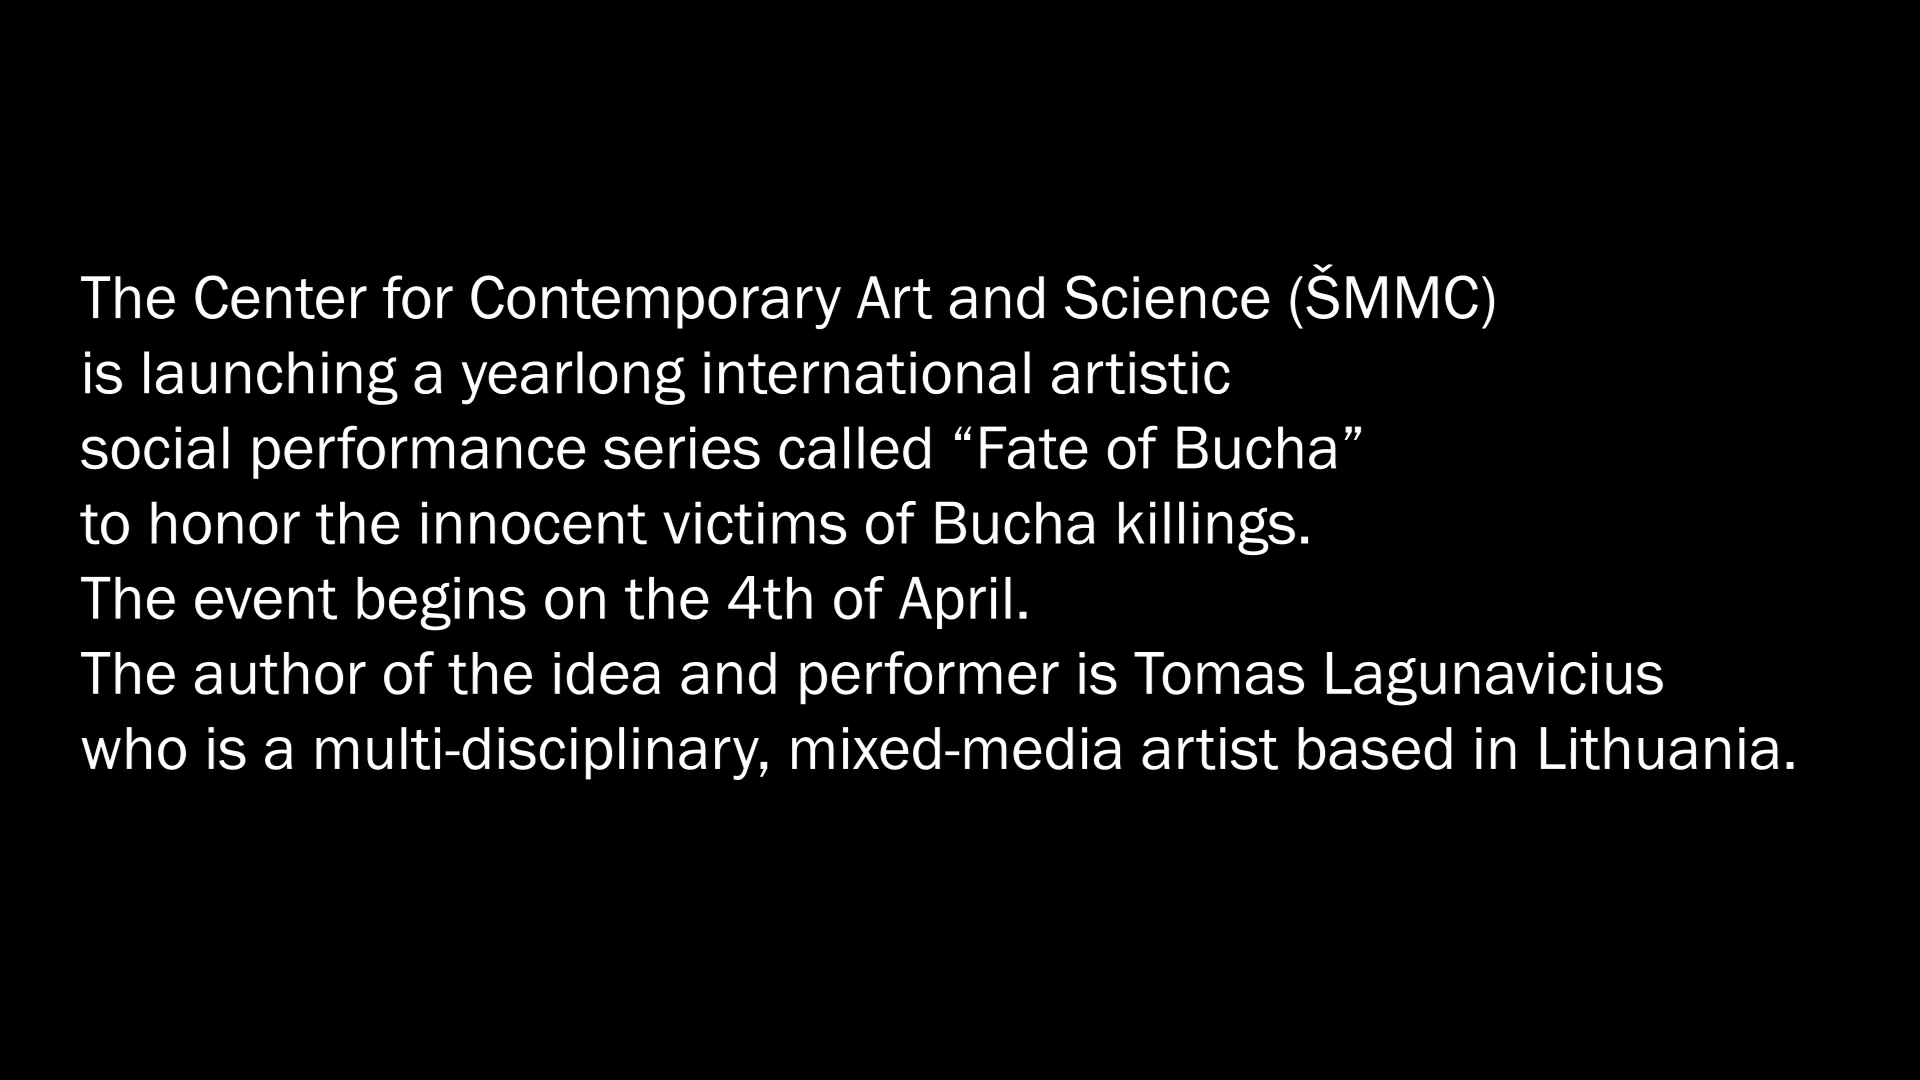 The Center for Contemporary Art and Science (ŠMMC)
is launching a yearlong international artistic
social performance series called “Fate of Bucha”
to honor the innocent victims of Bucha killings.
The event begins on the 4th of April.
The author of the idea and performer is Tomas Lagunavicius
who is a multi-disciplinary, mixed-media artist based in Lithuania.